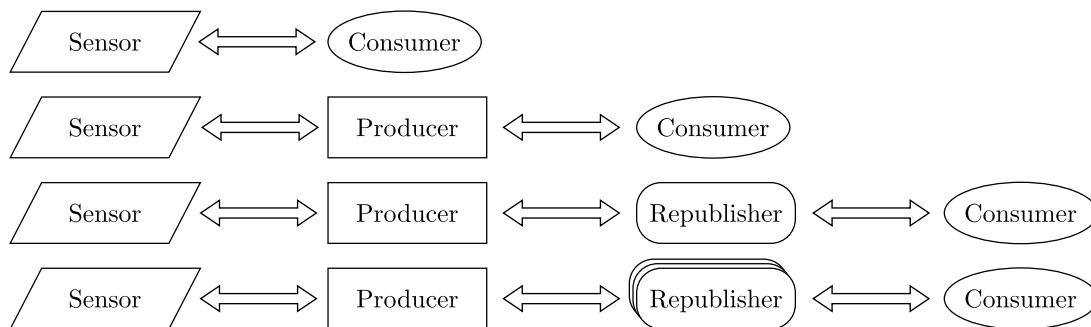 Sensor Consumer
Sensor Producer Consumer
Sensor Producer Republisher Consumer
Sensor Producer Republisher Consumer